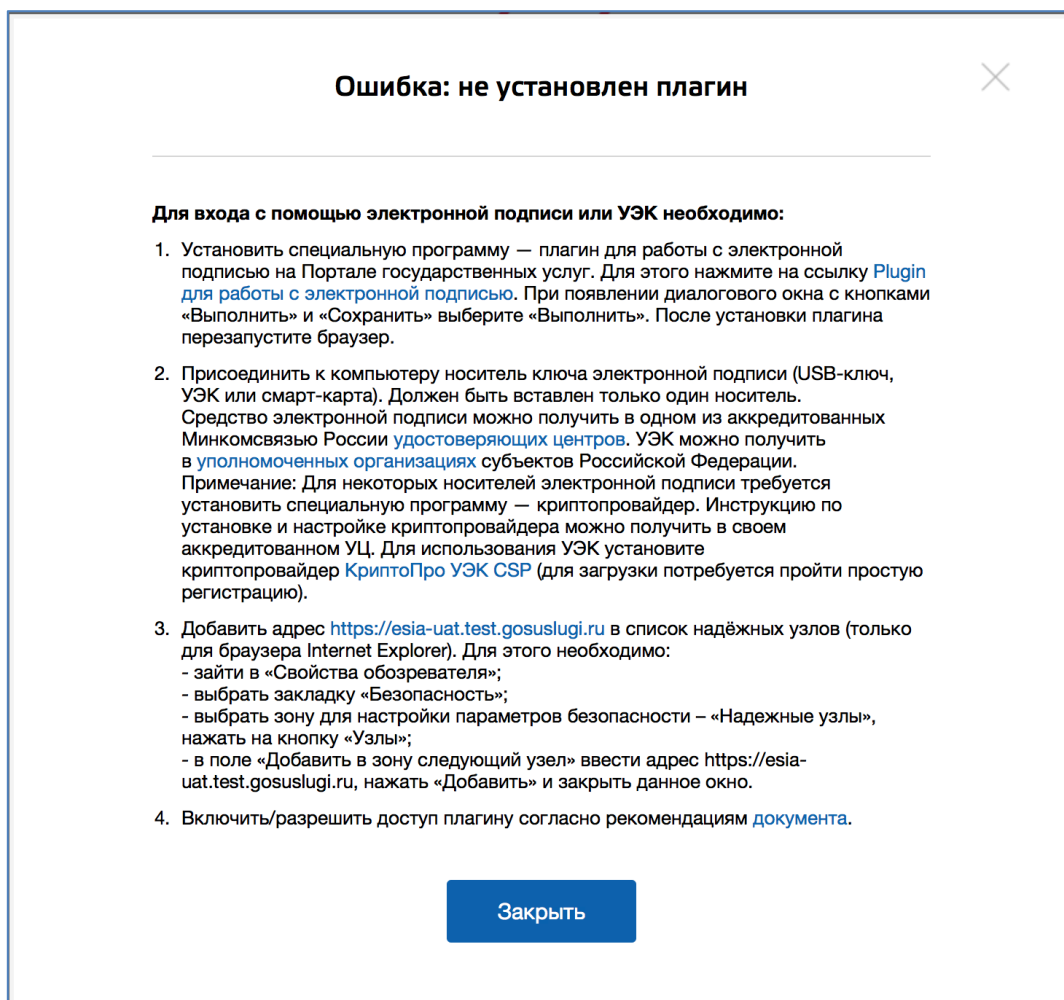 Ошибка: не установлен плагин
Для входа с помощью электронной подписи или УЭК необходимо:
1. Установить специальную программу — плагин для работы с электронной
подписью на Портале государственных услуг. Для этого нажмите на ссылку Plugin
для работы с электронной подписью. При появлении диалогового окна с кнопками
«Выполнить» и «Сохранить» выберите «Выполнить». После установки плагина
перезапустите браузер.
2. Присоединить к компьютеру носитель ключа электронной подписи (USB-ключ,
УЭК или смарт-карта). Должен быть вставлен только один носитель.
Средство электронной подписи можно получить в одном из аккредитованных
Минкомсвязью России удостоверяющих центров. УЭК можно получить
в уполномоченных организациях субъектов Российской Федерации.
Примечание: Для некоторых носителей электронной подписи требуется
установить специальную программу — криптопровайдер. Инструкцию по
установке и настройке криптопровайдера можно получить в своем
аккредитованном УЦ. Для использования УЭК установите
криптопровайдер КриптоПро УЭК CSP (для загрузки потребуется пройти простую
регистрацию).
3. Добавить адрес https://esia-uat.test.gosuslugi.ru в список надёжных узлов (только
для браузера Internet Explorer). Для этого необходимо:
- зайти в «Свойства обозревателя»;
- выбрать закладку «Безопасность»;
- выбрать зону для настройки параметров безопасности – «Надежные узлы»,
нажать на кнопку «Узлы»;
- в поле «Добавить в зону следующий узел» ввести адрес https://esia-
uat.test.gosuslugi.ru, нажать «Добавить» и закрыть данное окно.
4. Включить/разрешить доступ плагину согласно рекомендациям документа.
Закрыть